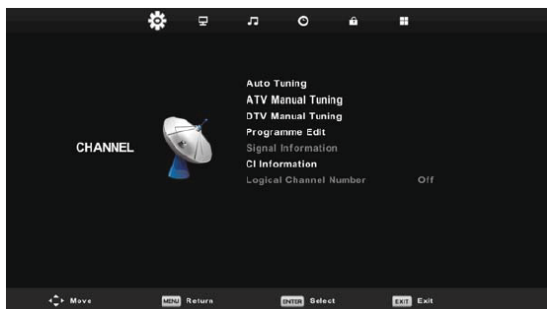 Auto Tuning
ATV Manual Tuning
DTV Manual Tuning
Programme Edit
CHANNEL
Signal Information
CI Information
Logical Channel Number Off
Move MENU Return ENTER Select EXIT Exit